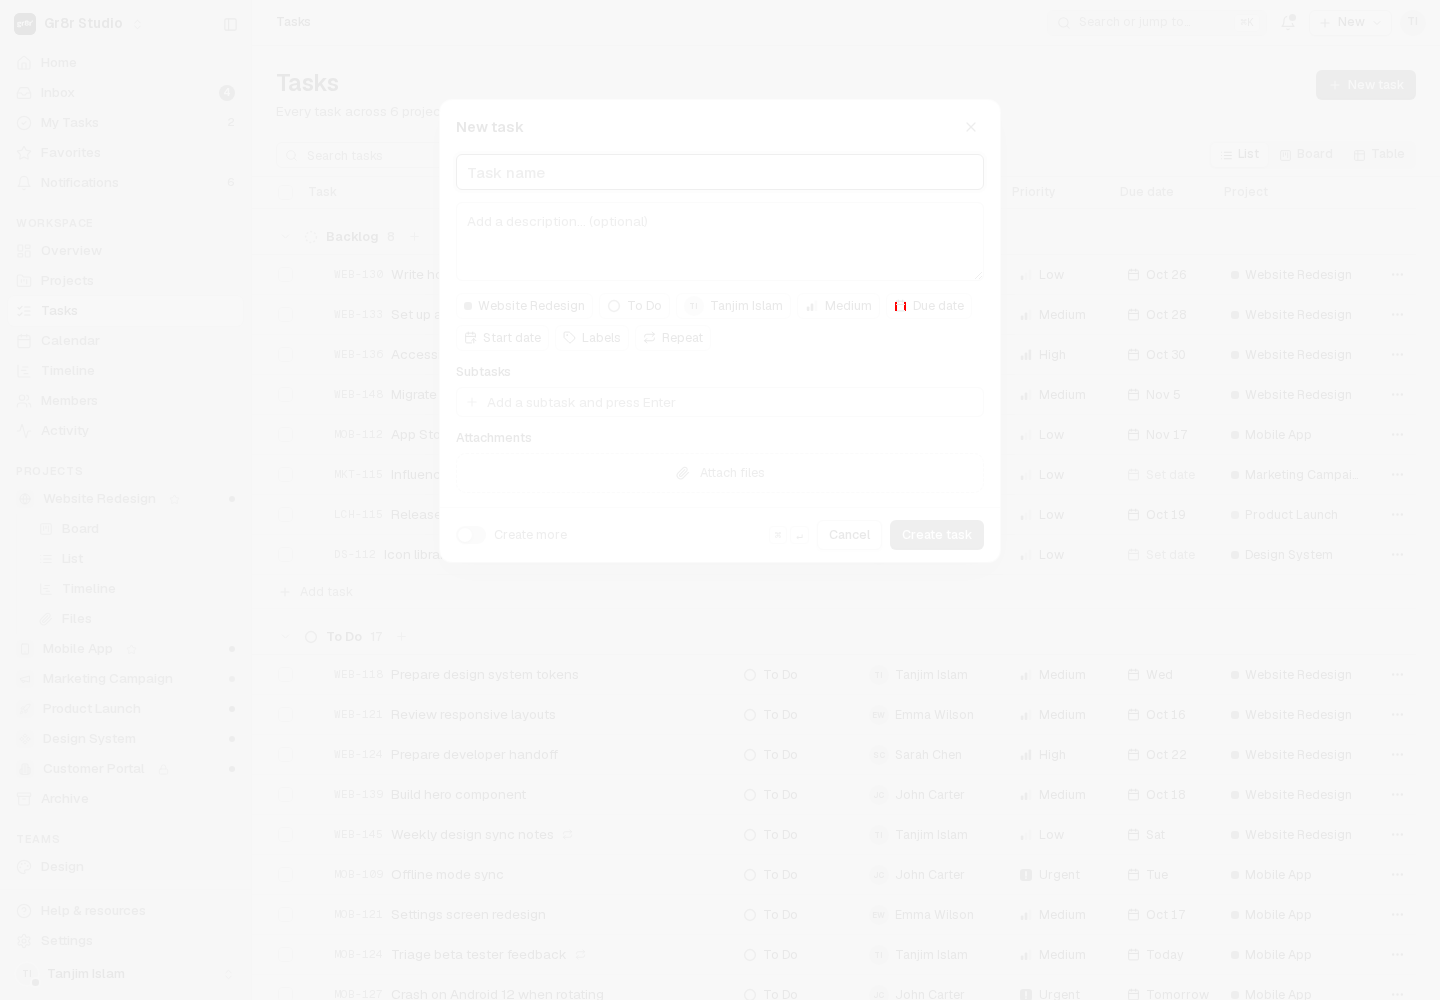 Gr8r Studio
Home
Inbox 4
My Tasks 2
Favorites
Notifications 6
WORKSPACE
Overview
Projects
Tasks
Calendar
Timeline
Members
Activity
PROJECTS
Website Redesign
Board
List
Timeline
Files
Mobile App
Marketing Campaign
Product Launch
Design System
Customer Portal
Archive
TEAMS
Design
Help & resources
Settings
TI Tanjim Islam
Tasks
Search or jump to... ⌘K
New
TI
Tasks
Every task across 6 projec
New task
Search tasks
List Board Table
Task Priority Due date Project
Backlog 8
WEB-130 Write ho Low Oct 26 Website Redesign
WEB-133 Set up a Medium Oct 28 Website Redesign
WEB-136 Access High Oct 30 Website Redesign
WEB-148 Migrate Medium Nov 5 Website Redesign
MOB-112 App Sto Low Nov 17 Mobile App
MKT-115 Influenc Low Set date Marketing Campai...
LCH-115 Release Low Oct 19 Product Launch
DS-112 Icon libra Low Set date Design System
Add task
To Do 17
WEB-118 Prepare design system tokens To Do TI Tanjim Islam Medium Wed Website Redesign
WEB-121 Review responsive layouts To Do EW Emma Wilson Medium Oct 16 Website Redesign
WEB-124 Prepare developer handoff To Do SC Sarah Chen High Oct 22 Website Redesign
WEB-139 Build hero component To Do JC John Carter Medium Oct 18 Website Redesign
WEB-145 Weekly design sync notes To Do TI Tanjim Islam Low Sat Website Redesign
MOB-109 Offline mode sync To Do JC John Carter Urgent Tue Mobile App
MOB-121 Settings screen redesign To Do EW Emma Wilson Medium Oct 17 Mobile App
MOB-124 Triage beta tester feedback To Do TI Tanjim Islam Medium Today Mobile App
MOB-127 Crash on Android 12 when rotating To Do JC John Carter Urgent Tomorrow Mobile App
New task
Task name
Add a description... (optional)
Website Redesign To Do TI Tanjim Islam Medium Due date
Start date Labels Repeat
Subtasks
Add a subtask and press Enter
Attachments
Attach files
Create more ⌘ ↵ Cancel Create task